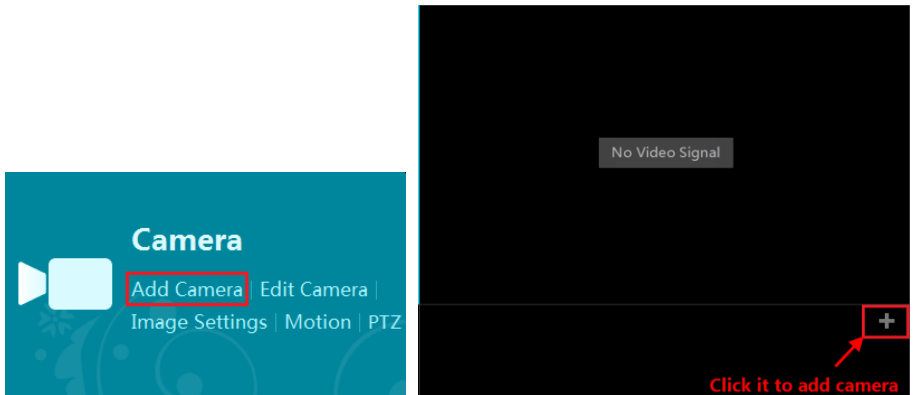 Camera
Add Camera | Edit Camera |
Image Settings | Motion | PTZ
No Video Signal
+
Click it to add camera